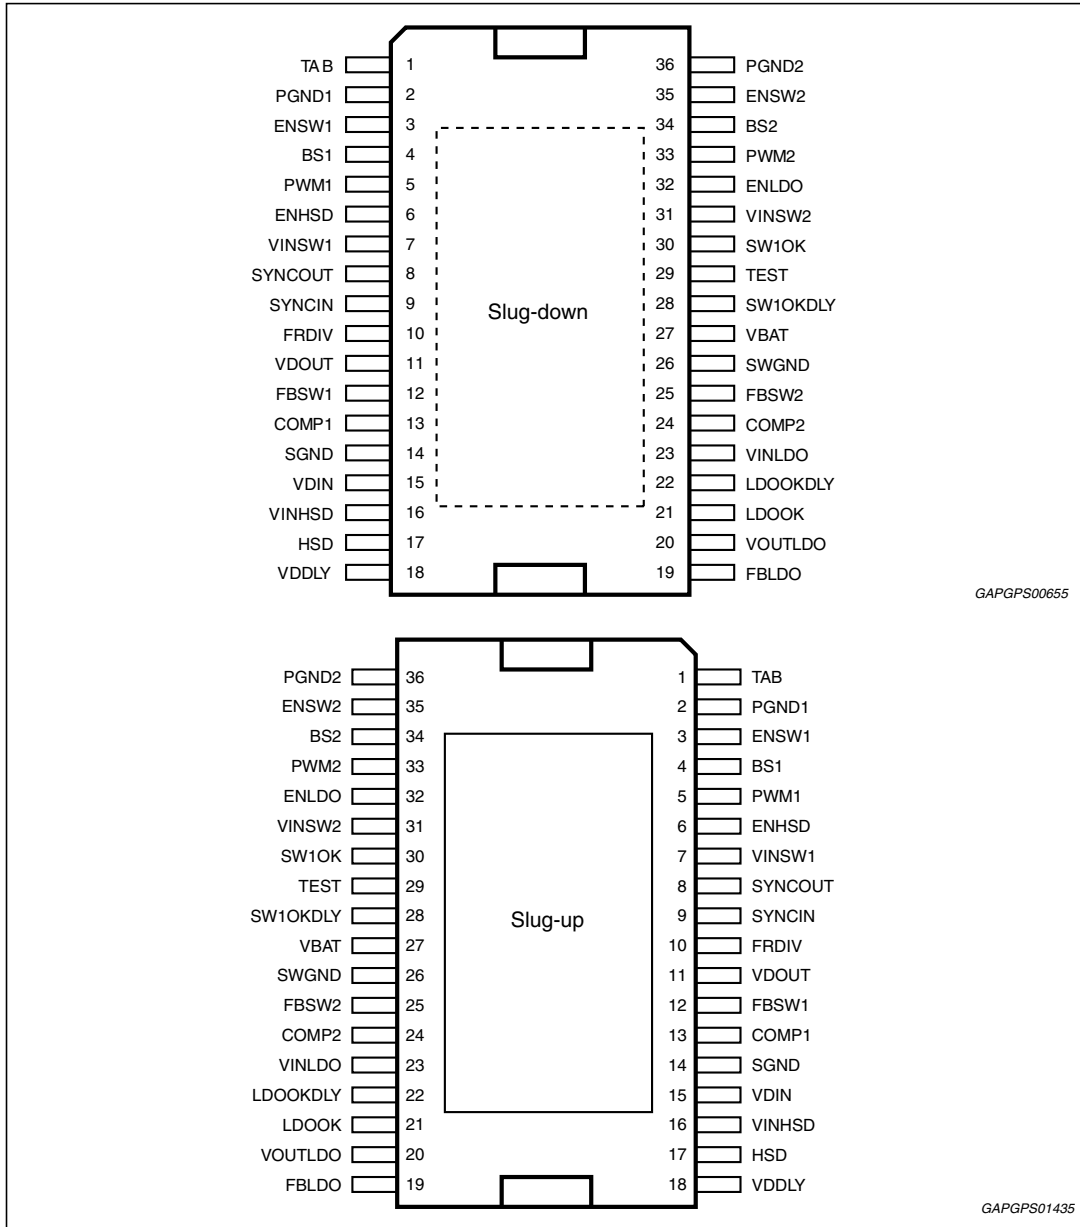 TAB 1 36 PGND2
PGND1 2 35 ENSW2
ENSW1 3 34 BS2
BS1 4 33 PWM2
PWM1 5 32 ENLDO
ENHSD 6 31 VINSW2
VINSW1 7 30 SW1OK
SYNCOUT 8 29 TEST
SYNCIN 9 28 SW1OKDLY
Slug-down
FRDIV 10 27 VBAT
VDOUT 11 26 SWGND
FBSW1 12 25 FBSW2
COMP1 13 24 COMP2
SGND 14 23 VINLDO
VDIN 15 22 LDOOKDLY
VINHSD 16 21 LDOOK
HSD 17 20 VOUTLDO
VDDLY 18 19 FBLDO
GAPGPS00655
PGND2 36 1 TAB
ENSW2 35 2 PGND1
BS2 34 3 ENSW1
PWM2 33 4 BS1
ENLDO 32 5 PWM1
VINSW2 31 6 ENHSD
SW1OK 30 7 VINSW1
TEST 29 8 SYNCOUT
SW1OKDLY 28 9 SYNCIN
Slug-up
VBAT 27 10 FRDIV
SWGND 26 11 VDOUT
FBSW2 25 12 FBSW1
COMP2 24 13 COMP1
VINLDO 23 14 SGND
LDOOKDLY 22 15 VDIN
LDOOK 21 16 VINHSD
VOUTLDO 20 17 HSD
FBLDO 19 18 VDDLY
GAPGPS01435